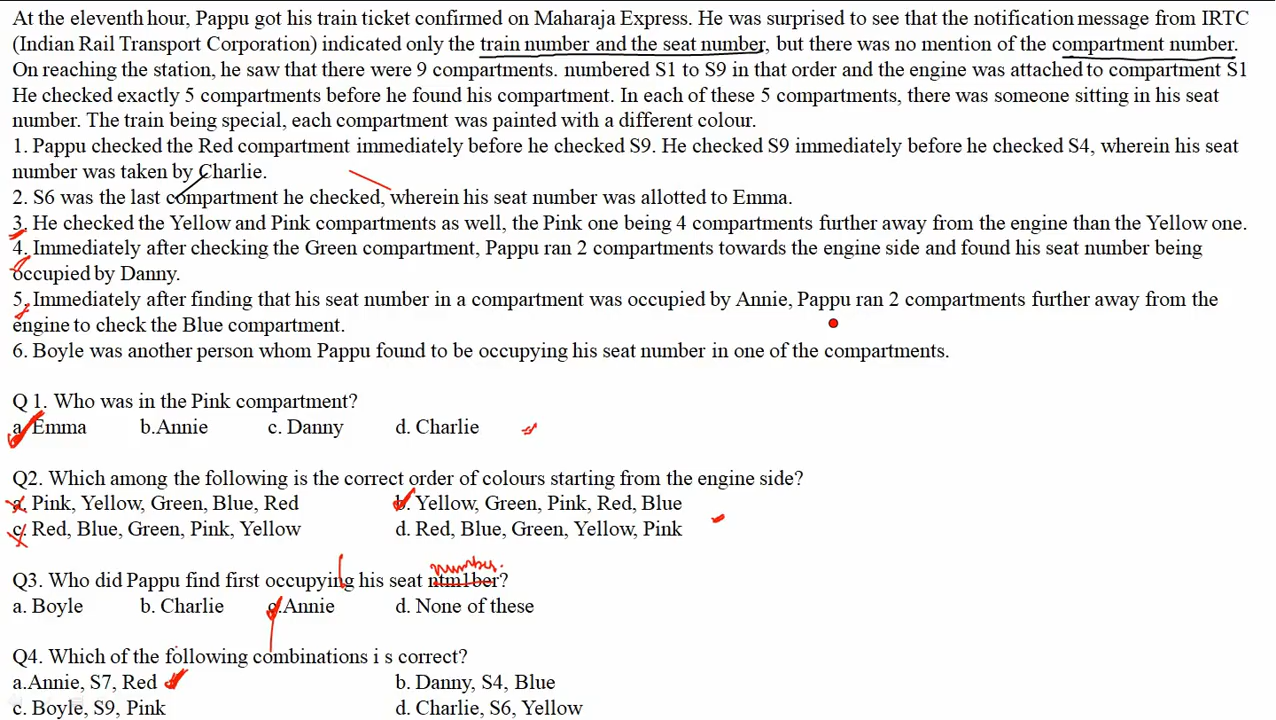 At the eleventh hour, Pappu got his train ticket confirmed on Maharaja Express. He was surprised to see that the notification message from IRTC
(Indian Rail Transport Corporation) indicated only the train number and the seat number, but there was no mention of the compartment number.
On reaching the station, he saw that there were 9 compartments. numbered S1 to S9 in that order and the engine was attached to compartment S1
He checked exactly 5 compartments before he found his compartment. In each of these 5 compartments, there was someone sitting in his seat
number. The train being special, each compartment was painted with a different colour.
1. Pappu checked the Red compartment immediately before he checked S9. He checked S9 immediately before he checked S4, wherein his seat
number was taken by Charlie.
2. S6 was the last compartment he checked, wherein his seat number was allotted to Emma.
3. He checked the Yellow and Pink compartments as well, the Pink one being 4 compartments further away from the engine than the Yellow one.
4. Immediately after checking the Green compartment, Pappu ran 2 compartments towards the engine side and found his seat number being
occupied by Danny.
5. Immediately after finding that his seat number in a compartment was occupied by Annie, Pappu ran 2 compartments further away from the
engine to check the Blue compartment.
6. Boyle was another person whom Pappu found to be occupying his seat number in one of the compartments.
Q 1. Who was in the Pink compartment?
a. Emma b.Annie c. Danny d. Charlie
Q2. Which among the following is the correct order of colours starting from the engine side?
a. Pink, Yellow, Green, Blue, Red b. Yellow, Green, Pink, Red, Blue
c. Red, Blue, Green, Pink, Yellow d. Red, Blue, Green, Yellow, Pink
number.
Q3. Who did Pappu find first occupying his seat ntm1ber?
a. Boyle b. Charlie c.Annie d. None of these
Q4. Which of the following combinations i s correct?
a.Annie, S7, Red b. Danny, S4, Blue
c. Boyle, S9, Pink d. Charlie, S6, Yellow